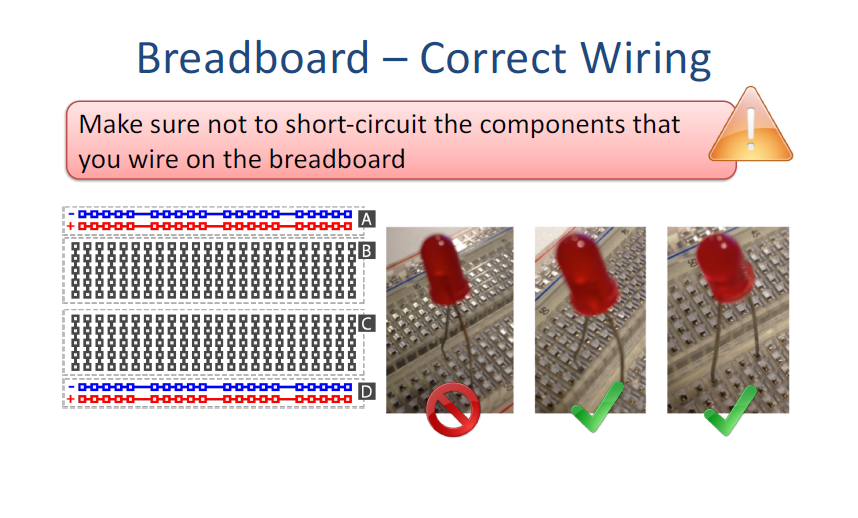 Breadboard – Correct Wiring
Make sure not to short-circuit the components that
you wire on the breadboard
- A
+
B
C
- D
+